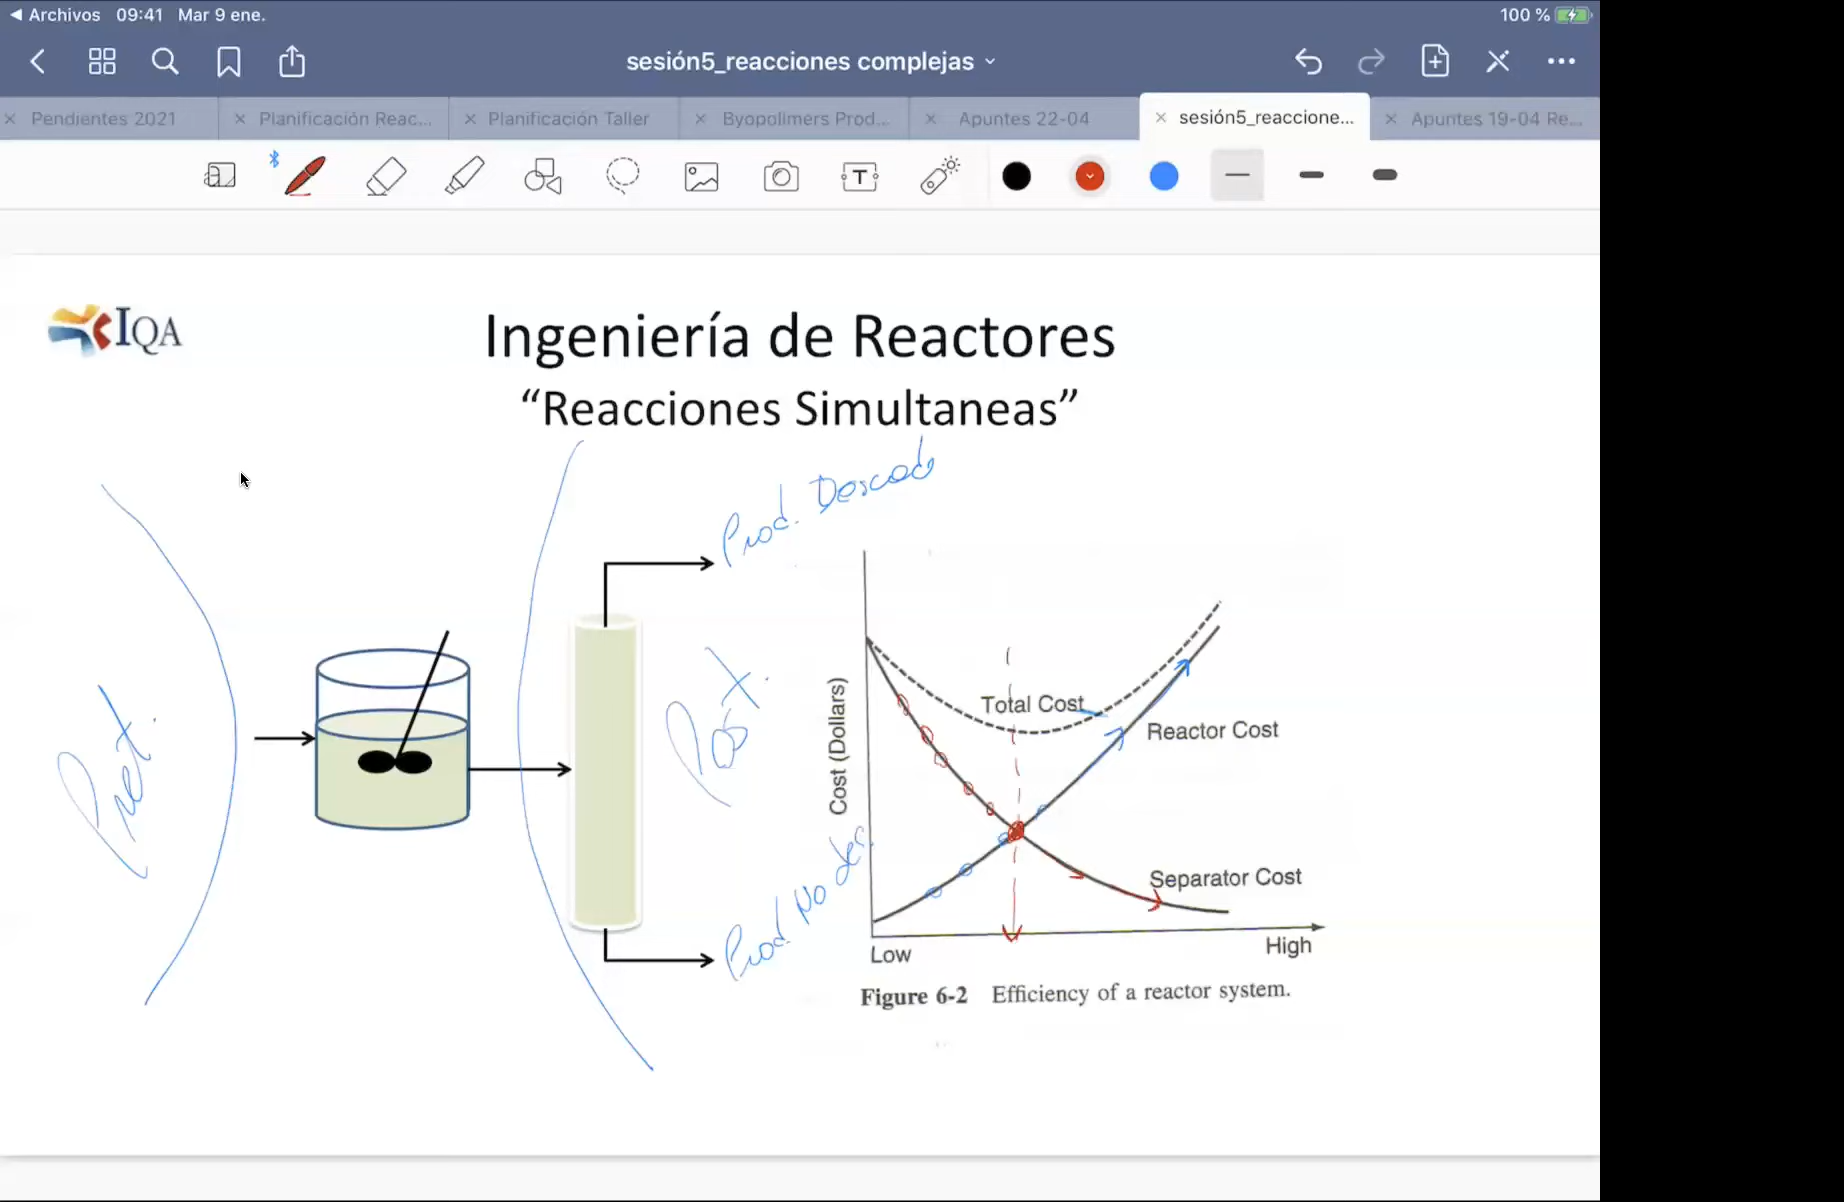 Archivos 09:41 Mar 9 ene.
100 %
sesión5_reacciones complejas
Pendientes 2021
Planificación Reac...
Planificación Taller
Byopolimers Prod...
Apuntes 22-04
sesión5_reaccione...
Apuntes 19-04 Re...
T
IQA
Ingeniería de Reactores
“Reacciones Simultaneas”
Prod. Desead
Pret.
Post.
Prod. No des.
Cost (Dollars)
Total Cost
Reactor Cost
Separator Cost
Low
High
Figure 6-2 Efficiency of a reactor system.